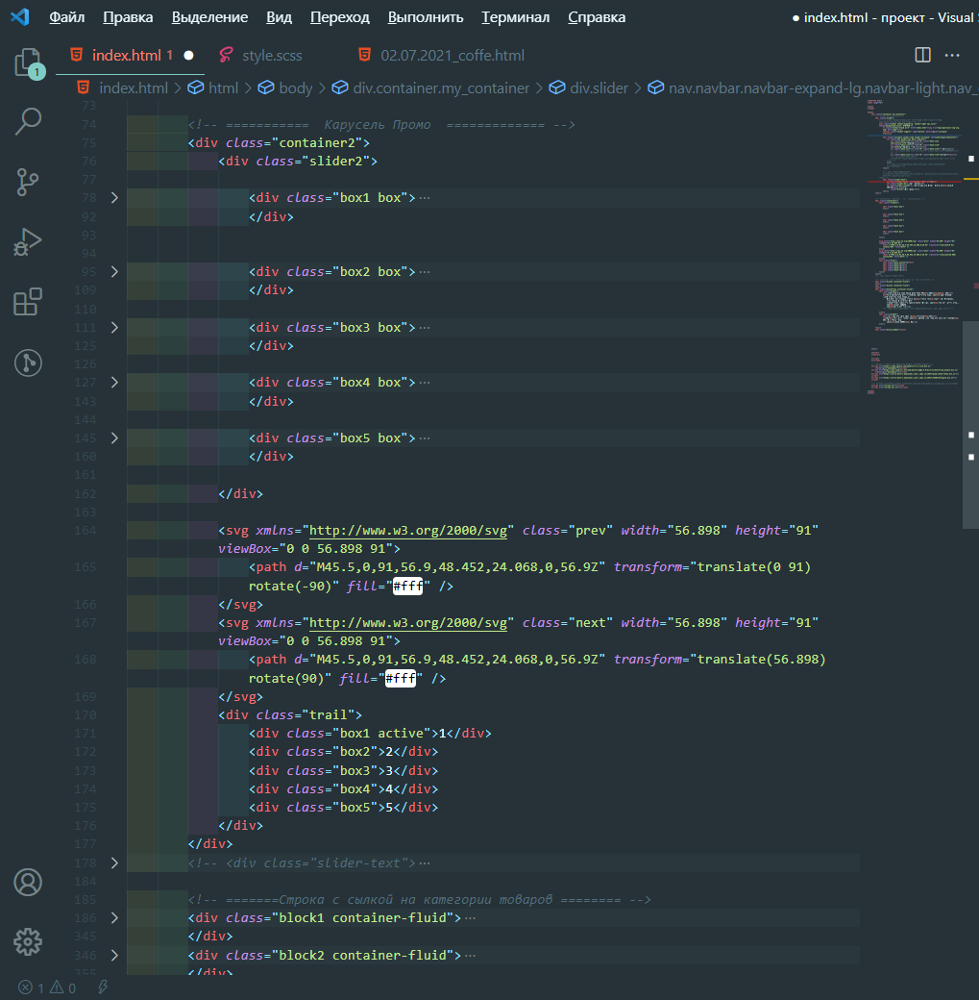 Файл Правка Выделение Вид Переход Выполнить Терминал Справка ● index.html - проект - Visual
index.html 1 ● style.scss 02.07.2021_coffe.html
index.html > html > body > div.container.my_container > div.slider > nav.navbar.navbar-expand-lg.navbar-light.nav_
1
73
74 <!-- =========== Карусель Промо ============= -->
75 <div class="container2">
76 <div class="slider2">
77
78 <div class="box1 box">…
92 </div>
93
94
95 <div class="box2 box">…
109 </div>
110
111 <div class="box3 box">…
125 </div>
126
127 <div class="box4 box">…
143 </div>
144
145 <div class="box5 box">…
160 </div>
161
162 </div>
163
164 <svg xmlns="http://www.w3.org/2000/svg" class="prev" width="56.898" height="91"
viewBox="0 0 56.898 91">
165 <path d="M45.5,0,91,56.9,48.452,24.068,0,56.9Z" transform="translate(0 91)
rotate(-90)" fill="#fff" />
166 </svg>
167 <svg xmlns="http://www.w3.org/2000/svg" class="next" width="56.898" height="91"
viewBox="0 0 56.898 91">
168 <path d="M45.5,0,91,56.9,48.452,24.068,0,56.9Z" transform="translate(56.898)
rotate(90)" fill="#fff" />
169 </svg>
170 <div class="trail">
171 <div class="box1 active">1</div>
172 <div class="box2">2</div>
173 <div class="box3">3</div>
174 <div class="box4">4</div>
175 <div class="box5">5</div>
176 </div>
177 </div>
178 <!-- <div class="slider-text">…
184
185 <!-- =======Строка с сылкой на категории товаров ======== -->
186 <div class="block1 container-fluid">…
345 </div>
346 <div class="block2 container-fluid">…
355 </div>
1 0